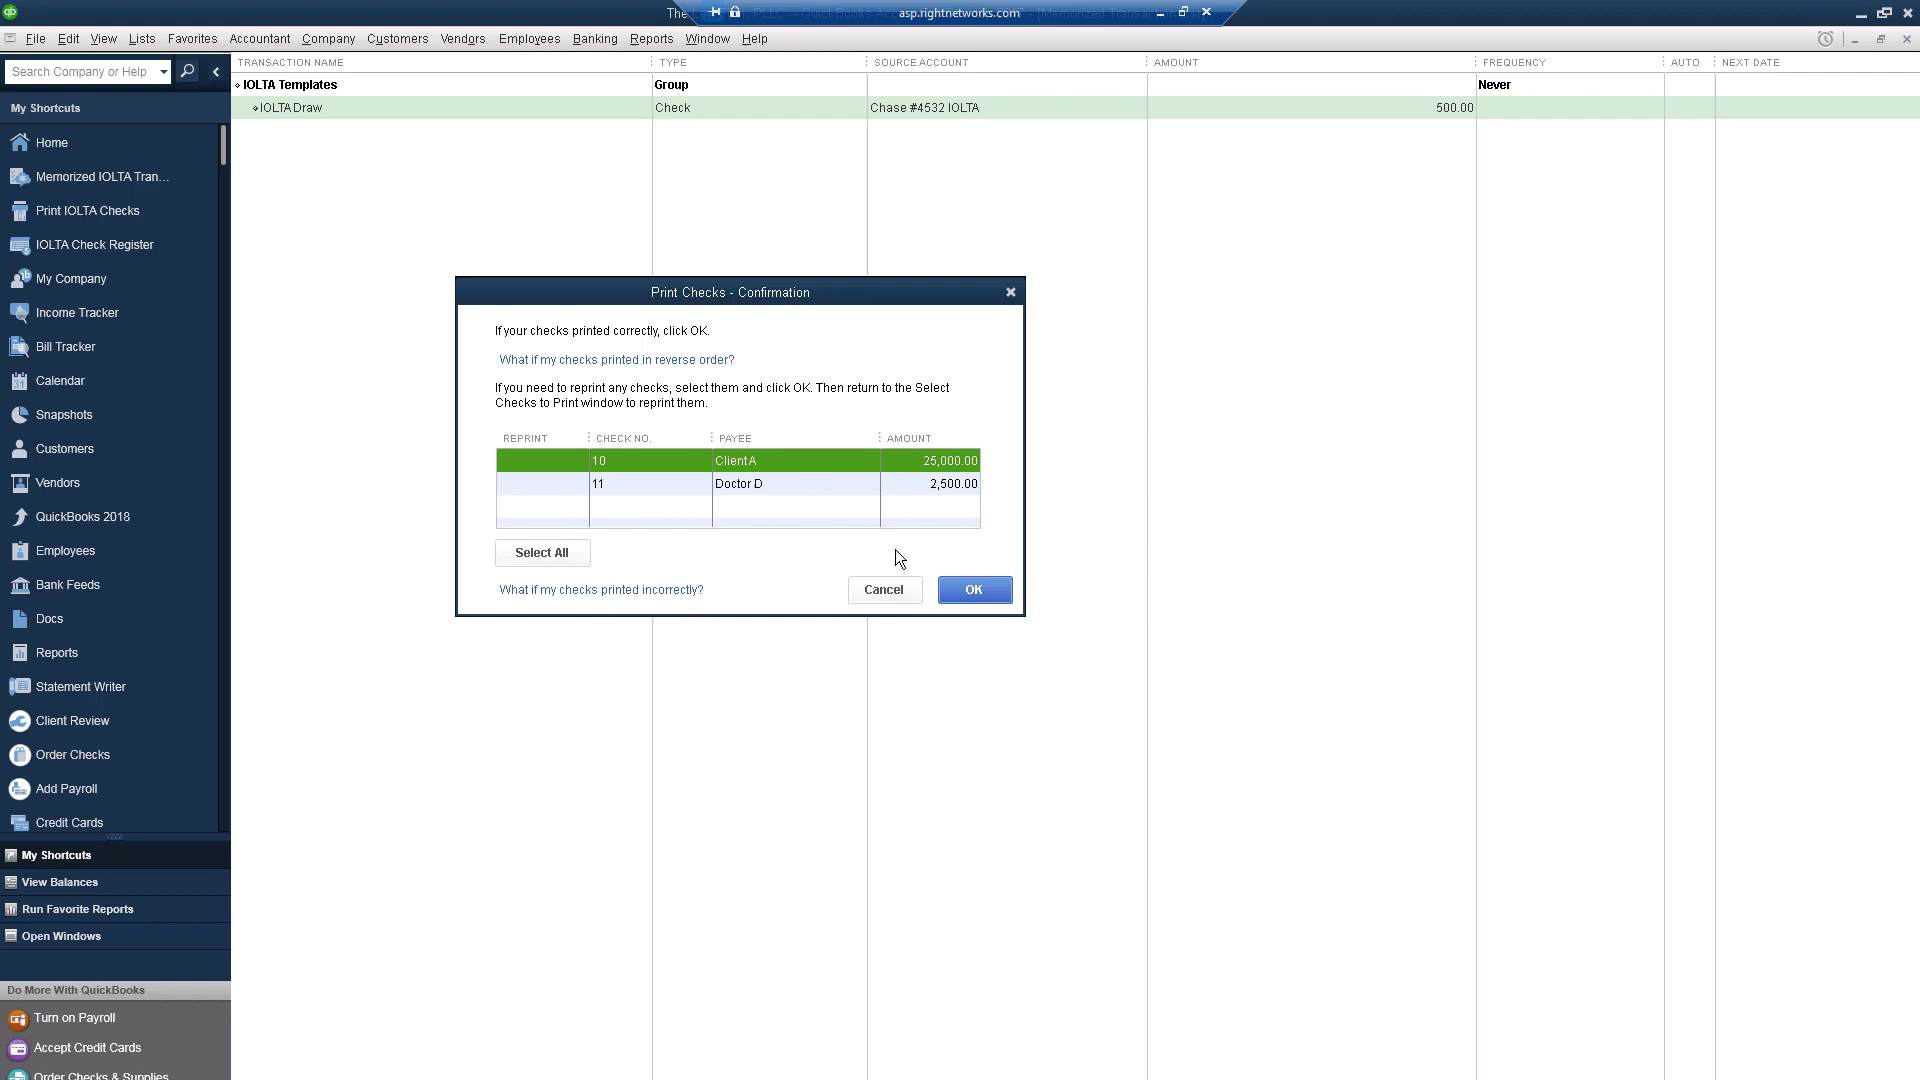 The
asp.rightnetworks.com
File Edit View Lists Favorites Accountant Company Customers Vendors Employees Banking Reports Window Help
Search Company or Help
TRANSACTION NAME TYPE SOURCE ACCOUNT AMOUNT FREQUENCY AUTO NEXT DATE
IOLTA Templates Group Never
IOLTA Draw Check Chase #4532 IOLTA 500.00
My Shortcuts
Home
Memorized IOLTA Tran...
Print IOLTA Checks
IOLTA Check Register
My Company
Income Tracker
Bill Tracker
Calendar
Snapshots
Customers
Vendors
QuickBooks 2018
Employees
Bank Feeds
Docs
Reports
Statement Writer
Client Review
Order Checks
Add Payroll
Credit Cards
My Shortcuts
View Balances
Run Favorite Reports
Open Windows
Do More With QuickBooks
Turn on Payroll
Accept Credit Cards
Order Checks & Supplies
Print Checks - Confirmation
If your checks printed correctly, click OK.
What if my checks printed in reverse order?
If you need to reprint any checks, select them and click OK. Then return to the Select
Checks to Print window to reprint them.
REPRINT CHECK NO. PAYEE AMOUNT
10 Client A 25,000.00
11 Doctor D 2,500.00
Select All
What if my checks printed incorrectly?
Cancel OK